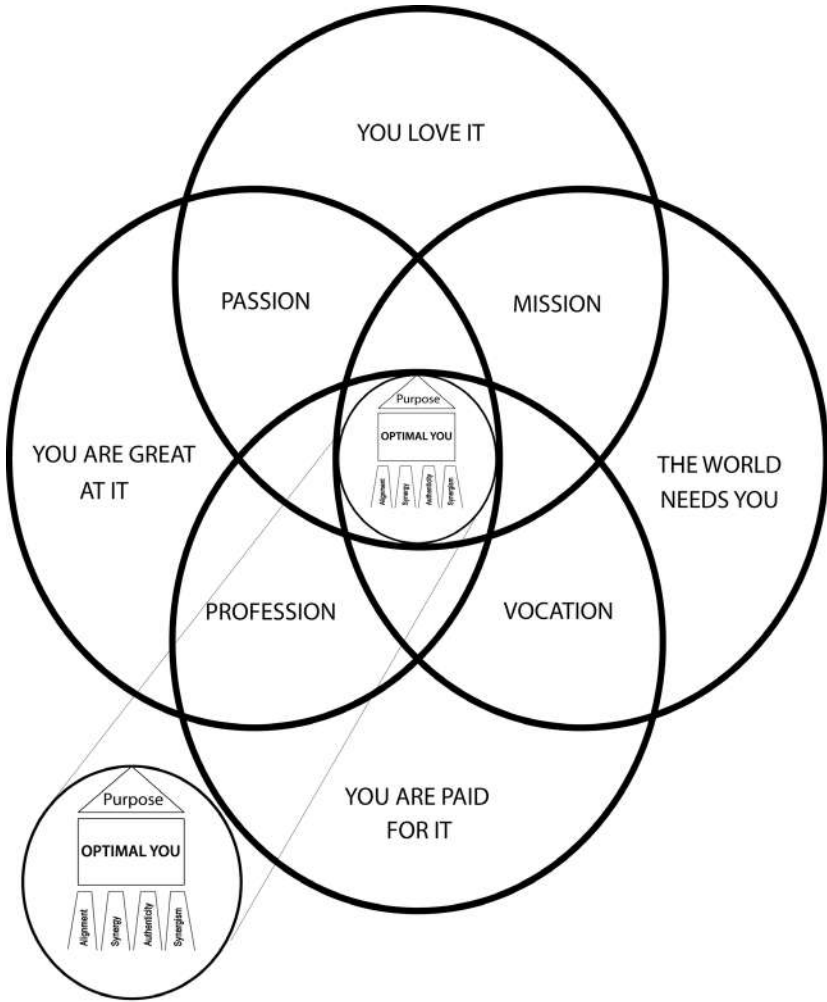 YOU LOVE IT
PASSION
MISSION
Purpose
OPTIMAL YOU
Alignment
Synergy
Authenticity
Synergism
YOU ARE GREAT
AT IT
THE WORLD
NEEDS YOU
PROFESSION
VOCATION
YOU ARE PAID
FOR IT
Purpose
OPTIMAL YOU
Alignment
Synergy
Authenticity
Synergism